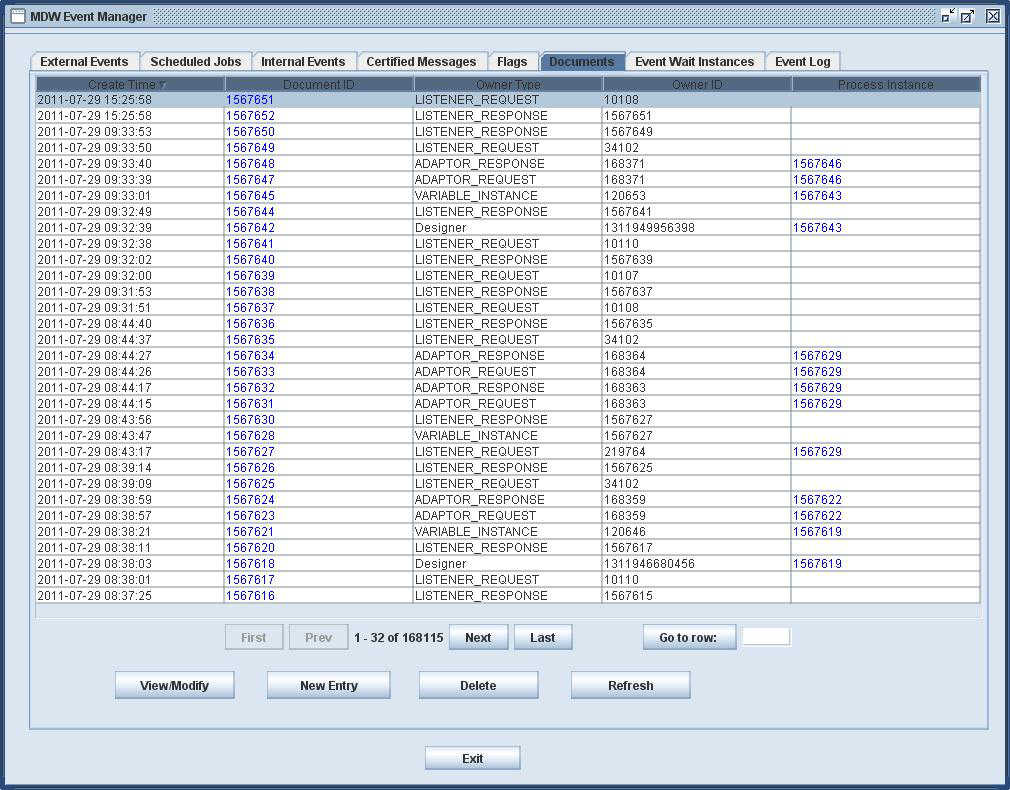 MDW Event Manager
External Events Scheduled Jobs Internal Events Certified Messages Flags Documents Event Wait Instances Event Log
Create Time Document ID Owner Type Owner ID Process Instance
2011-07-29 15:25:58 1567651 LISTENER_REQUEST 10108
2011-07-29 15:25:58 1567652 LISTENER_RESPONSE 1567651
2011-07-29 09:33:53 1567650 LISTENER_RESPONSE 1567649
2011-07-29 09:33:50 1567649 LISTENER_REQUEST 34102
2011-07-29 09:33:40 1567648 ADAPTOR_RESPONSE 168371 1567646
2011-07-29 09:33:39 1567647 ADAPTOR_REQUEST 168371 1567646
2011-07-29 09:33:01 1567645 VARIABLE_INSTANCE 120653 1567643
2011-07-29 09:32:49 1567644 LISTENER_RESPONSE 1567641
2011-07-29 09:32:39 1567642 Designer 1311949956398 1567643
2011-07-29 09:32:38 1567641 LISTENER_REQUEST 10110
2011-07-29 09:32:02 1567640 LISTENER_RESPONSE 1567639
2011-07-29 09:32:00 1567639 LISTENER_REQUEST 10107
2011-07-29 09:31:53 1567638 LISTENER_RESPONSE 1567637
2011-07-29 09:31:51 1567637 LISTENER_REQUEST 10108
2011-07-29 08:44:40 1567636 LISTENER_RESPONSE 1567635
2011-07-29 08:44:37 1567635 LISTENER_REQUEST 34102
2011-07-29 08:44:27 1567634 ADAPTOR_RESPONSE 168364 1567629
2011-07-29 08:44:26 1567633 ADAPTOR_REQUEST 168364 1567629
2011-07-29 08:44:17 1567632 ADAPTOR_RESPONSE 168363 1567629
2011-07-29 08:44:15 1567631 ADAPTOR_REQUEST 168363 1567629
2011-07-29 08:43:56 1567630 LISTENER_RESPONSE 1567627
2011-07-29 08:43:47 1567628 VARIABLE_INSTANCE 1567627
2011-07-29 08:43:17 1567627 LISTENER_REQUEST 219764 1567629
2011-07-29 08:39:14 1567626 LISTENER_RESPONSE 1567625
2011-07-29 08:39:09 1567625 LISTENER_REQUEST 34102
2011-07-29 08:38:59 1567624 ADAPTOR_RESPONSE 168359 1567622
2011-07-29 08:38:57 1567623 ADAPTOR_REQUEST 168359 1567622
2011-07-29 08:38:21 1567621 VARIABLE_INSTANCE 120646 1567619
2011-07-29 08:38:11 1567620 LISTENER_RESPONSE 1567617
2011-07-29 08:38:03 1567618 Designer 1311946680456 1567619
2011-07-29 08:38:01 1567617 LISTENER_REQUEST 10110
2011-07-29 08:37:25 1567616 LISTENER_RESPONSE 1567615
First Prev 1 - 32 of 168115 Next Last Go to row:
View/Modify New Entry Delete Refresh
Exit